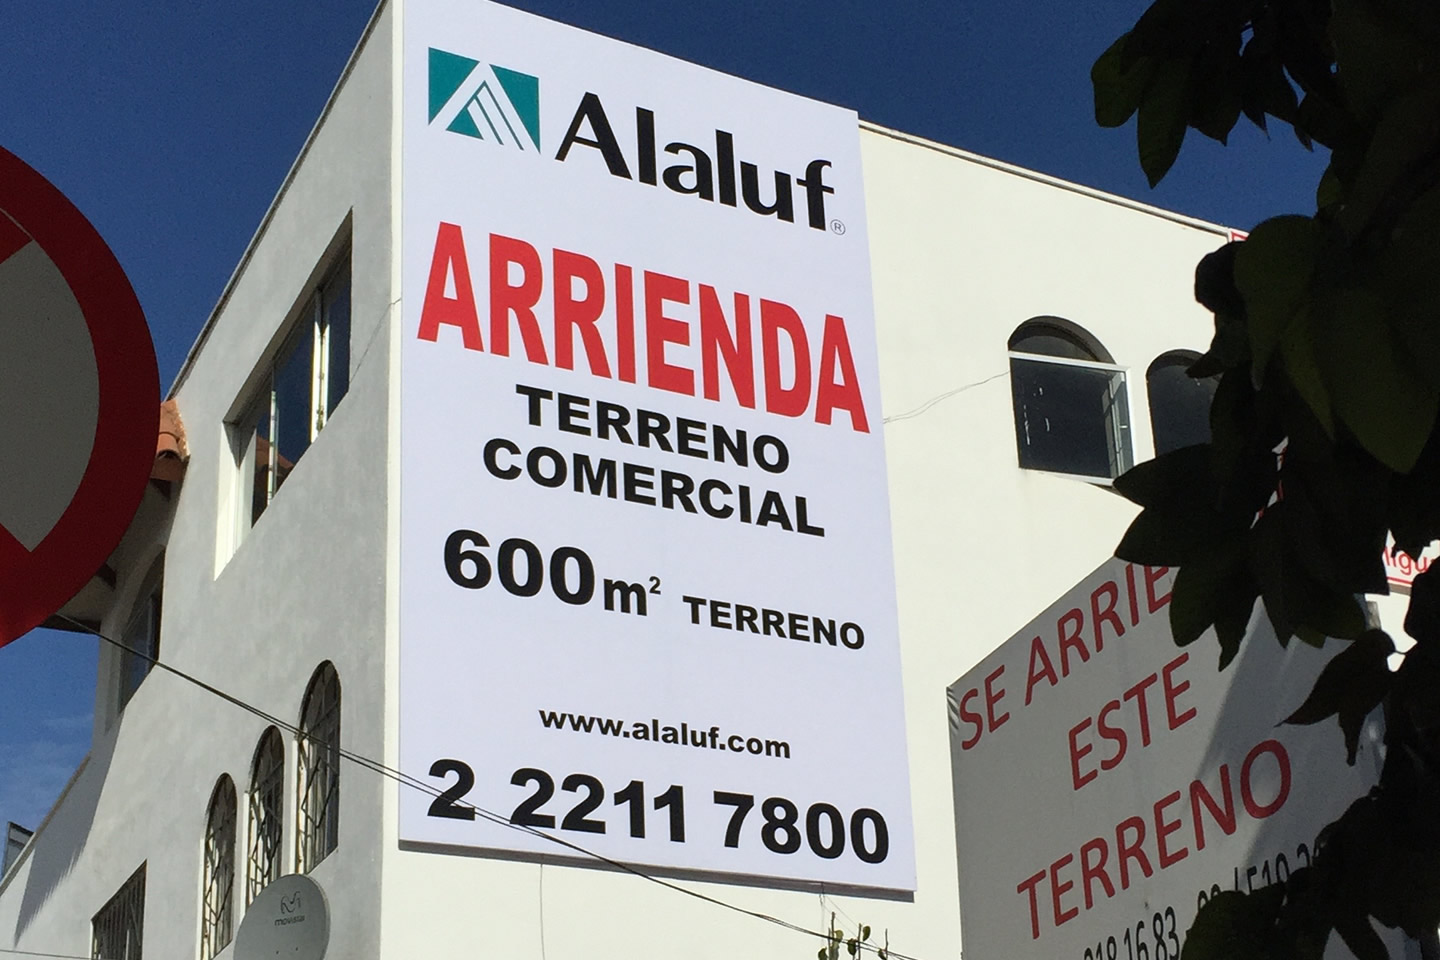 Alaluf®
ARRIENDA
TERRENO
COMERCIAL
600m² TERRENO
www.alaluf.com
2 2211 7800
SE ARRIE
ESTE
TERRENO
movistar